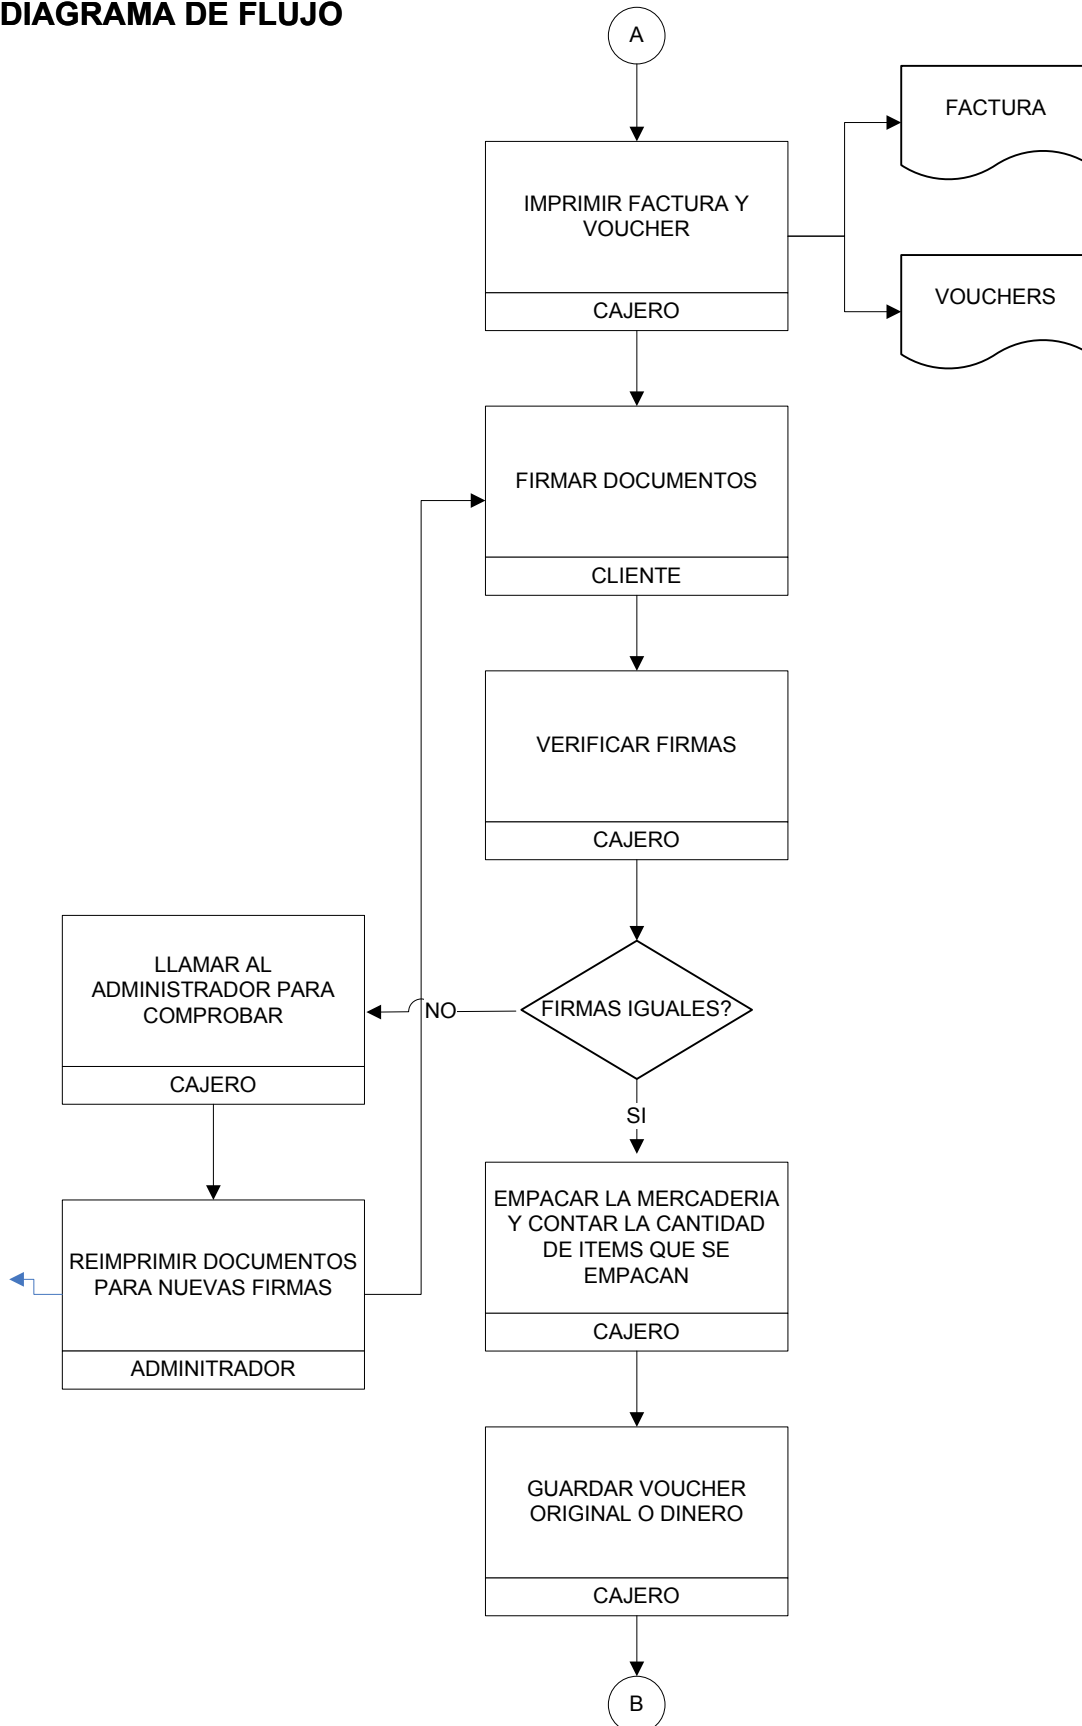 DIAGRAMA DE FLUJO
A
FACTURA
IMPRIMIR FACTURA Y
VOUCHER
VOUCHERS
CAJERO
FIRMAR DOCUMENTOS
CLIENTE
VERIFICAR FIRMAS
CAJERO
LLAMAR AL
ADMINISTRADOR PARA
COMPROBAR
CAJERO
NO
FIRMAS IGUALES?
SI
REIMPRIMIR DOCUMENTOS
PARA NUEVAS FIRMAS
ADMINITRADOR
EMPACAR LA MERCADERIA
Y CONTAR LA CANTIDAD
DE ITEMS QUE SE
EMPACAN
CAJERO
GUARDAR VOUCHER
ORIGINAL O DINERO
CAJERO
B